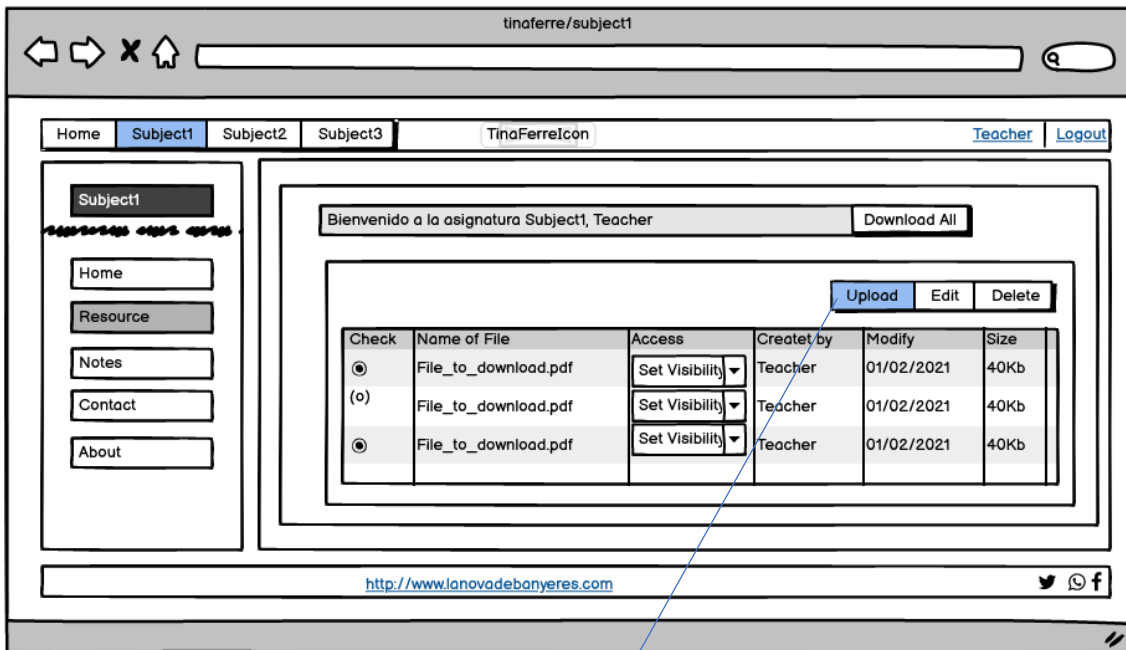 tinaferre/subject1
Home Subject1 Subject2 Subject3 TinaFerreIcon Teacher Logout
Subject1
Bienvenido a la asignatura Subject1, Teacher Download All
Home
Resource
Notes
Contact
About
Upload Edit Delete
Check Name of File Access Createt by Modify Size
File_to_download.pdf Set Visibility Teacher 01/02/2021 40Kb
(o) File_to_download.pdf Set Visibility Teacher 01/02/2021 40Kb
File_to_download.pdf Set Visibility Teacher 01/02/2021 40Kb
http://www.lanovadebanyeres.com